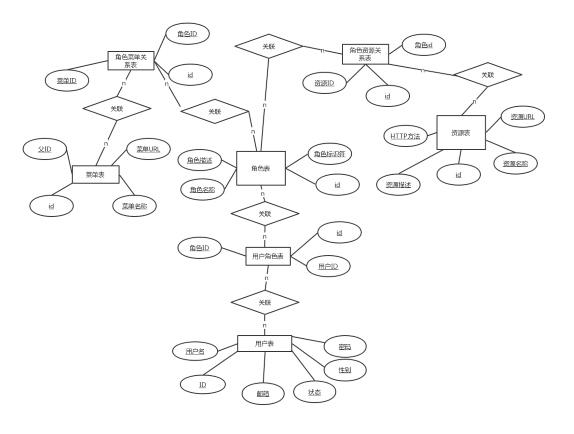 角色ID
角色资源关
系表
角色id
关联
角色菜单关
系表
n
id
菜单ID
n
关联
资源ID
id
n
n
关联
关联
n
n
资源URL
HTTP方法
资源表
n
n
父ID
菜单URL
n
菜单表
角色描述
角色名称
角色表
角色标识符
id
资源名称
资源描述
id
id
菜单名称
n
关联
n
角色ID
用户角色表
id
用户ID
n
关联
n
用户名
用户表
密码
ID
性别
邮箱
状态